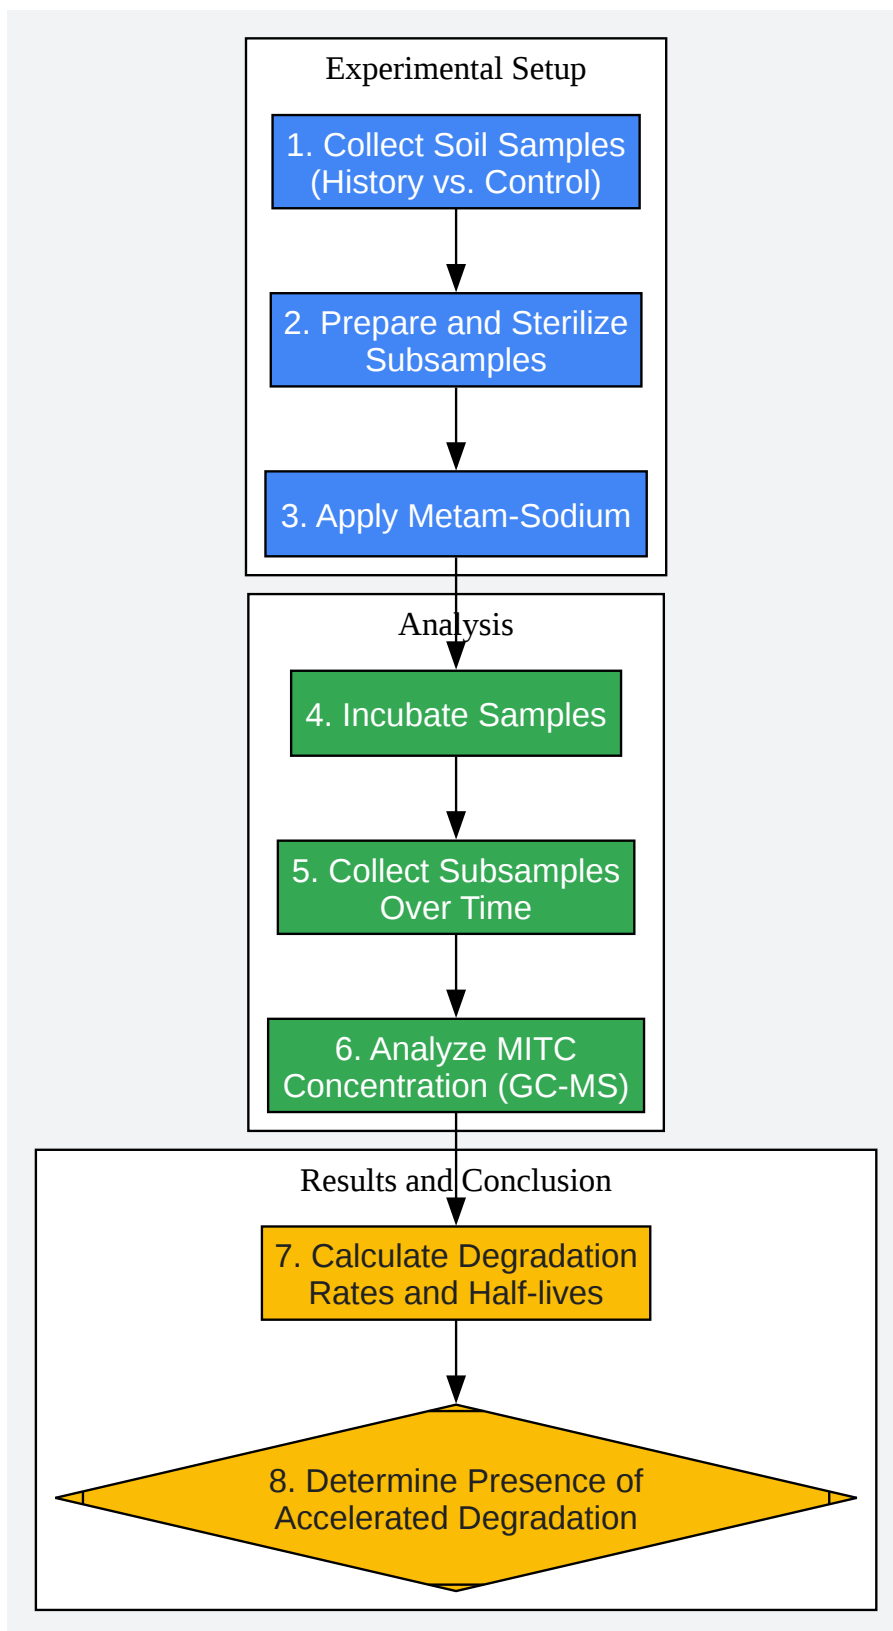 Experimental Setup
1. Collect Soil Samples
(History vs. Control)
2. Prepare and Sterilize
Subsamples
3. Apply Metam-Sodium
Analysis
4. Incubate Samples
5. Collect Subsamples
Over Time
6. Analyze MITC
Concentration (GC-MS)
Results and Conclusion
7. Calculate Degradation
Rates and Half-lives
8. Determine Presence of
Accelerated Degradation